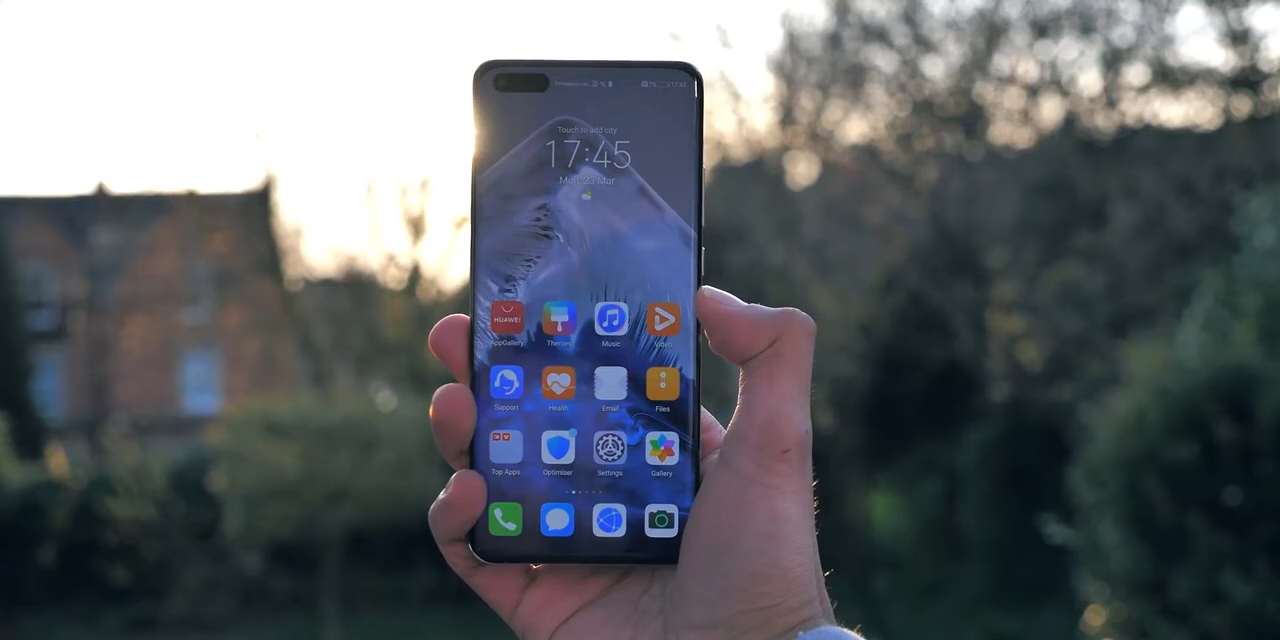 Touch to add city
17:45
Mon, 23 Mar
HUAWEI
AppGallery
Themes
Music
Video
Support
Health
Email
Files
Top Apps
Optimiser
Settings
Gallery